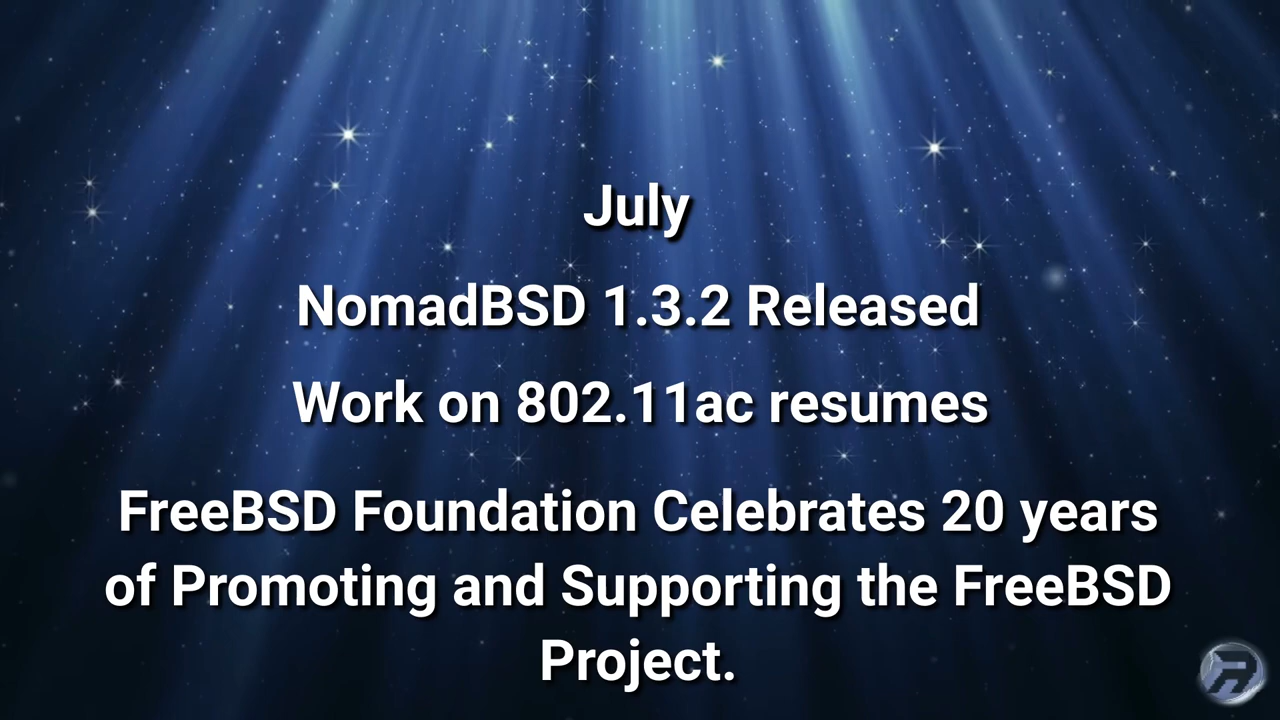 July
NomadBSD 1.3.2 Released
Work on 802.11ac resumes
FreeBSD Foundation Celebrates 20 years
of Promoting and Supporting the FreeBSD
Project.